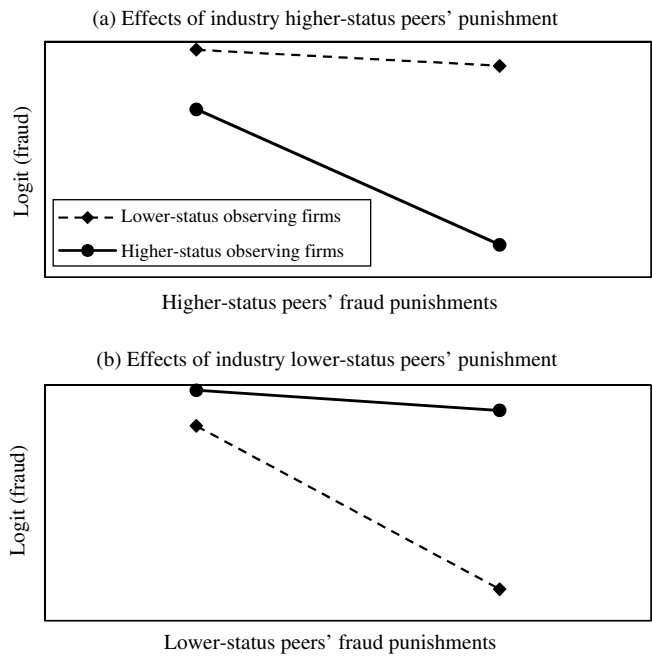 (a) Effects of industry higher-status peers’ punishment
Logit (fraud)
Lower-status observing firms
Higher-status observing firms
Higher-status peers’ fraud punishments
(b) Effects of industry lower-status peers’ punishment
Logit (fraud)
Lower-status peers’ fraud punishments